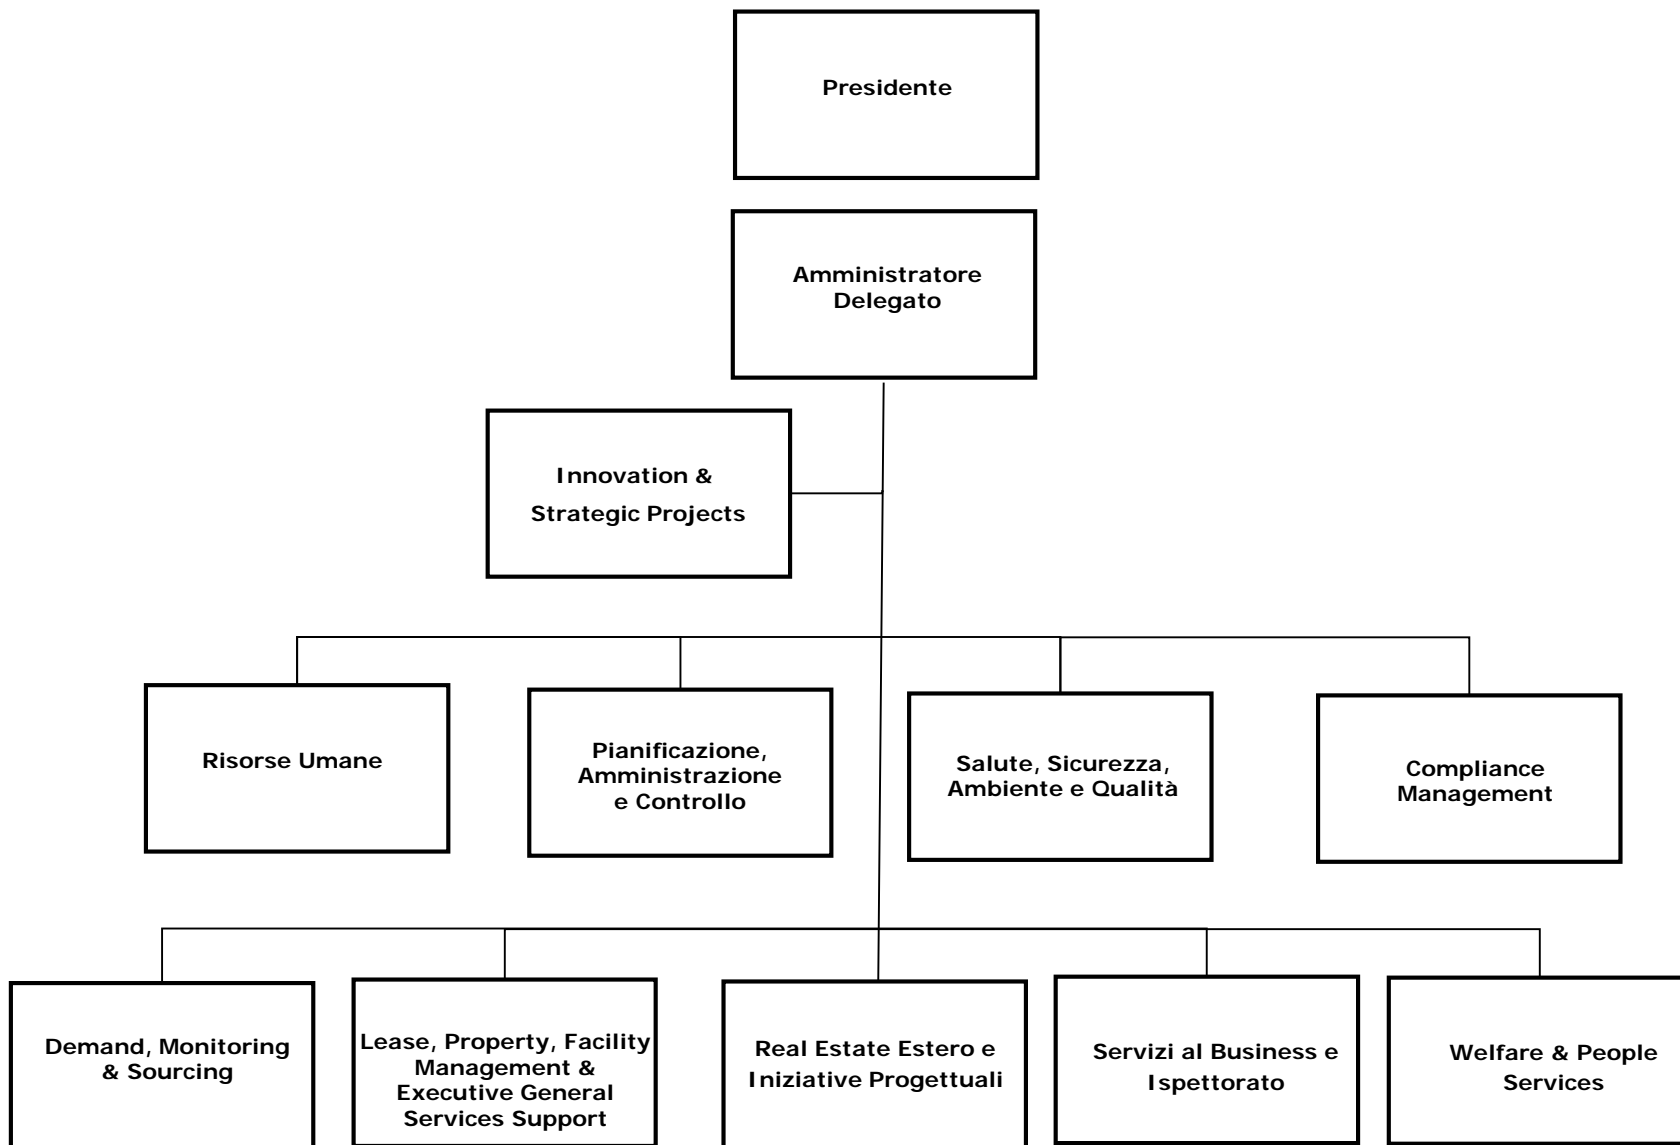 Presidente
Amministratore
Delegato
Innovation &
Strategic Projects
Risorse Umane
Pianificazione,
Amministrazione
e Controllo
Salute, Sicurezza,
Ambiente e Qualità
Compliance
Management
Demand, Monitoring
& Sourcing
Lease, Property, Facility
Management &
Executive General
Services Support
Real Estate Estero e
Iniziative Progettuali
Servizi al Business e
Ispettorato
Welfare & People
Services